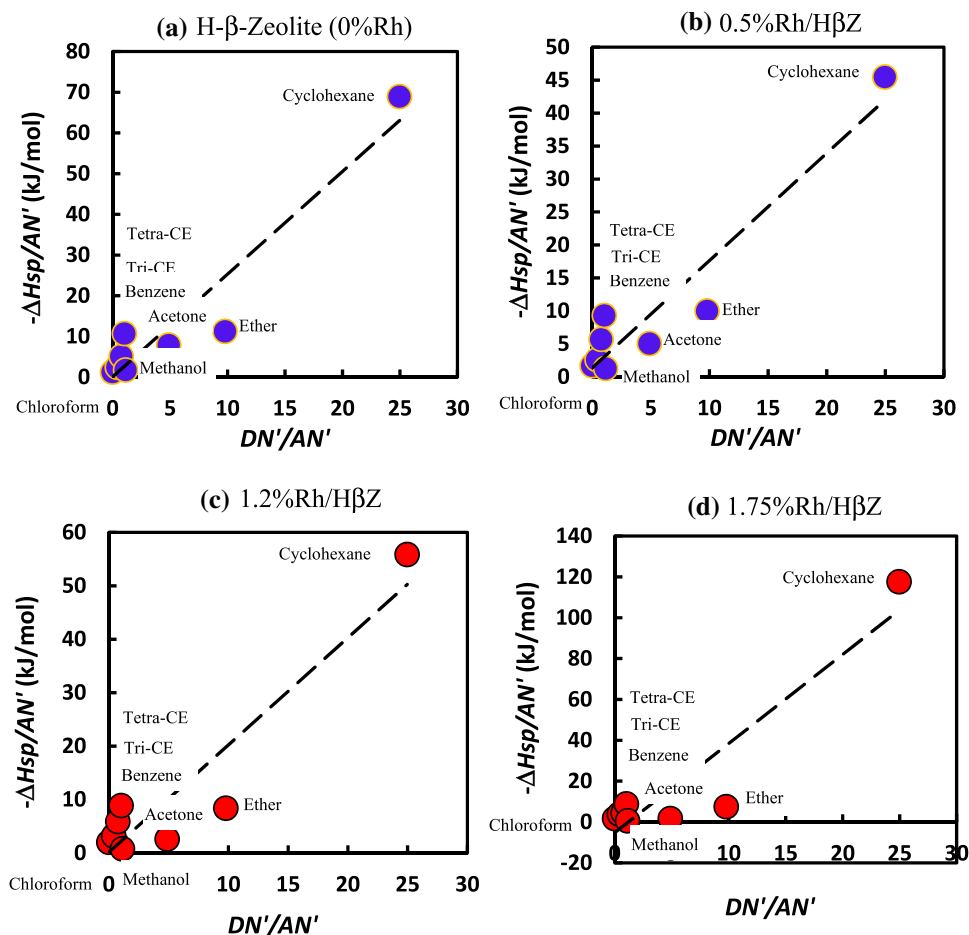 (a) H-β-Zeolite (0%Rh)
80
70
60
50
40
30
20
10
0
-ΔHsp/AN' (kJ/mol)
Cyclohexane
Tetra-CE
Tri-CE
Benzene
Acetone
Ether
Methanol
Chloroform
0 5 10 15 20 25 30
DN'/AN'
(b) 0.5%Rh/HβZ
50
45
40
35
30
25
20
15
10
5
0
-ΔHsp/AN' (kJ/mol)
Cyclohexane
Tetra-CE
Tri-CE
Benzene
Ether
Acetone
Methanol
Chloroform
0 5 10 15 20 25 30
DN'/AN'
(c) 1.2%Rh/HβZ
60
50
40
30
20
10
0
-ΔHsp/AN' (kJ/mol)
Cyclohexane
Tetra-CE
Tri-CE
Benzene
Acetone
Ether
Chloroform
Methanol
0 10 15 20 25 30
DN'/AN'
(d) 1.75%Rh/HβZ
140
120
100
80
60
40
20
0
-20
-ΔHsp/AN' (kJ/mol)
Cyclohexane
Tetra-CE
Tri-CE
Benzene
Acetone
Ether
Chloroform
Methanol
0 10 15 20 25 30
DN'/AN'